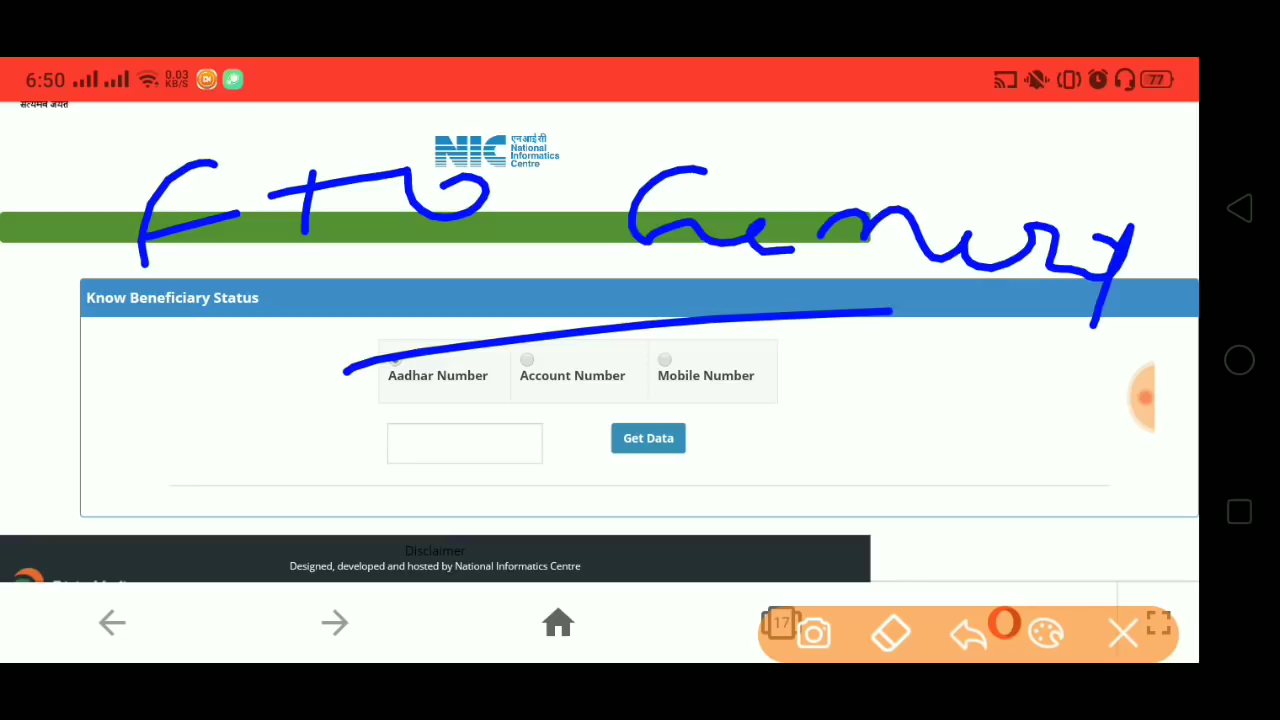 6:50 0.03 KB/S 77
सत्यमेव जयते
NIC एनआईसी National Informatics Centre
FTO
Know Beneficiary Status
Aadhar Number Account Number Mobile Number
Get Data
Disclaimer
Designed, developed and hosted by National Informatics Centre
17